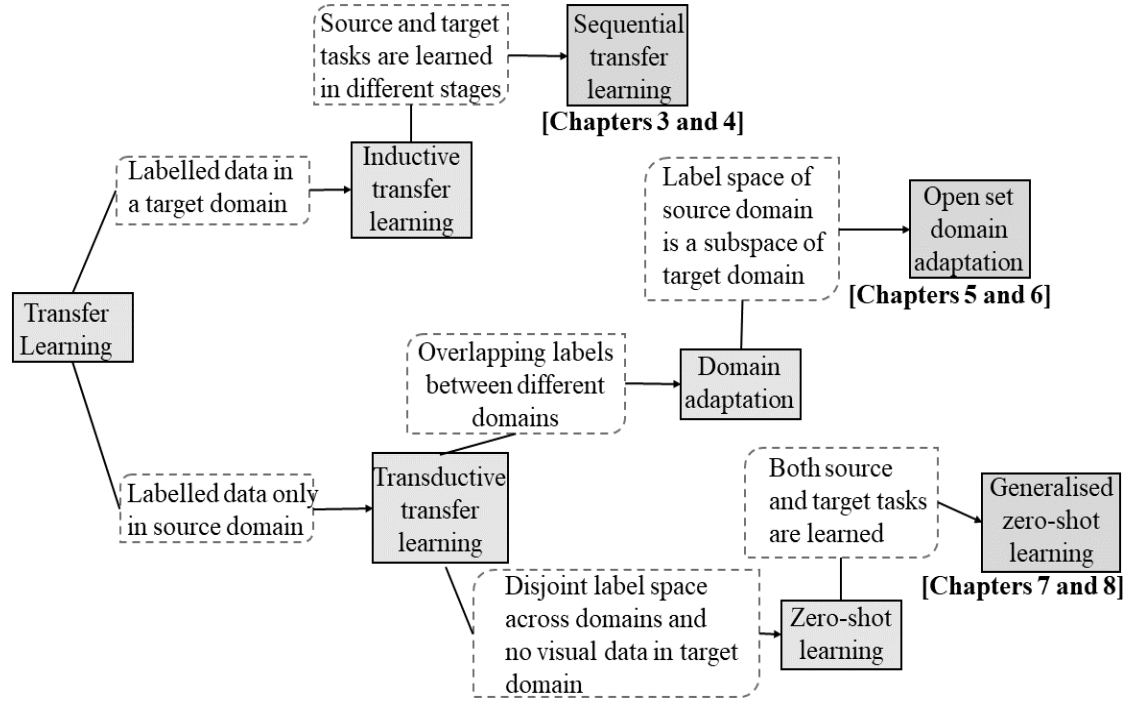 Source and target
tasks are learned
in different stages
Sequential
transfer
learning
[Chapters 3 and 4]
Labelled data in
a target domain
Inductive
transfer
learning
Label space of
source domain
is a subspace of
target domain
Open set
domain
adaptation
[Chapters 5 and 6]
Transfer
Learning
Overlapping labels
between different
domains
Domain
adaptation
Labelled data only
in source domain
Transductive
transfer
learning
Both source
and target tasks
are learned
Generalised
zero-shot
learning
[Chapters 7 and 8]
Disjoint label space
across domains and
no visual data in target
domain
Zero-shot
learning